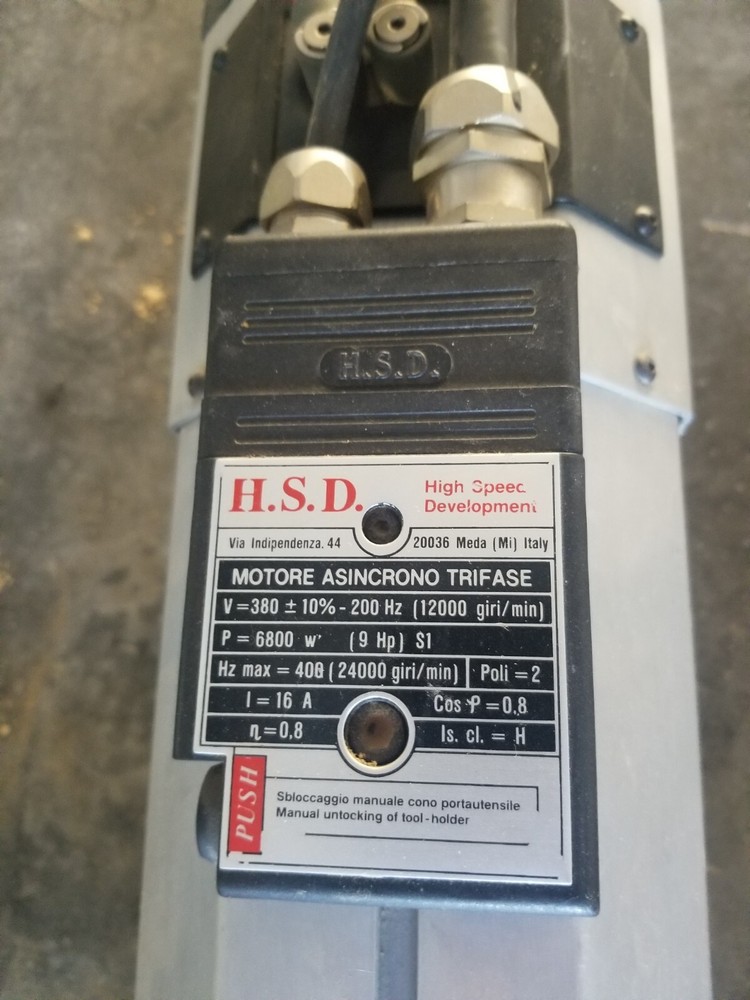 H.S.D.
H.S.D. High Speed Development
Via Indipendenza. 44 20036 Meda (Mi) Italy
MOTORE ASINCRONO TRIFASE
V=380 ± 10% - 200 Hz (12000 giri/min)
P = 6800 w (9 Hp) S1
Hz max = 400 (24000 giri/min) Poli = 2
I = 16 A Cos φ = 0.8
η = 0,8 Is. cl. = H
PUSH
Sbloccaggio manuale cono portautensile
Manual untocking of tool-holder